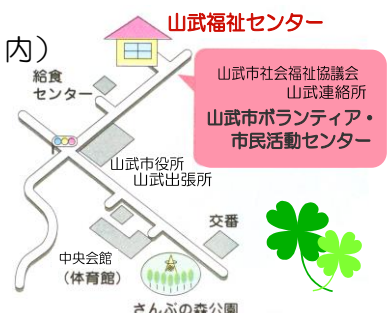 山武福祉センター
内）
給食
センター
山武市社会福祉協議会
山武連絡所
山武市ボランティア・
市民活動センター
山武市役所
山武出張所
交番
中央会館
（体育館）
さんぶの森公園